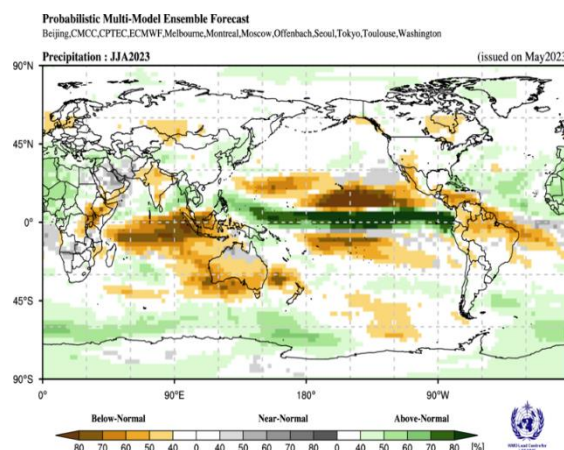 Probabilistic Multi-Model Ensemble Forecast
Beijing,CMCC,CPTEC,ECMWF,Melbourne,Montreal,Moscow,Offenbach,Seoul,Tokyo,Toulouse,Washington
Precipitation : JJA2023 (issued on May2023
90°N
45°N
0°
45°S
90°S
0° 90°E 180° 90°W
Below-Normal Near-Normal Above-Normal
80 70 60 50 40 0 40 50 60 70 80 0 40 50 60 70 80 [%]